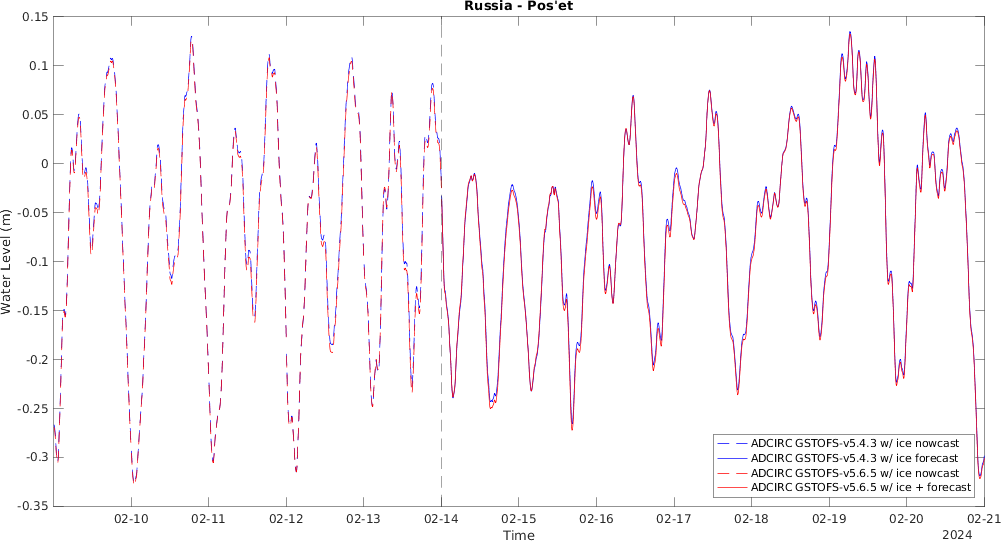 Russia - Pos'et
Water Level (m)
0.15
0.1
0.05
0
-0.05
-0.1
-0.15
-0.2
-0.25
-0.3
-0.35
ADCIRC GSTOFS-v5.4.3 w/ ice nowcast
ADCIRC GSTOFS-v5.4.3 w/ ice forecast
ADCIRC GSTOFS-v5.6.5 w/ ice nowcast
ADCIRC GSTOFS-v5.6.5 w/ ice + forecast
02-10 02-11 02-12 02-13 02-14 02-15 02-16 02-17 02-18 02-19 02-20 02-21
Time
2024